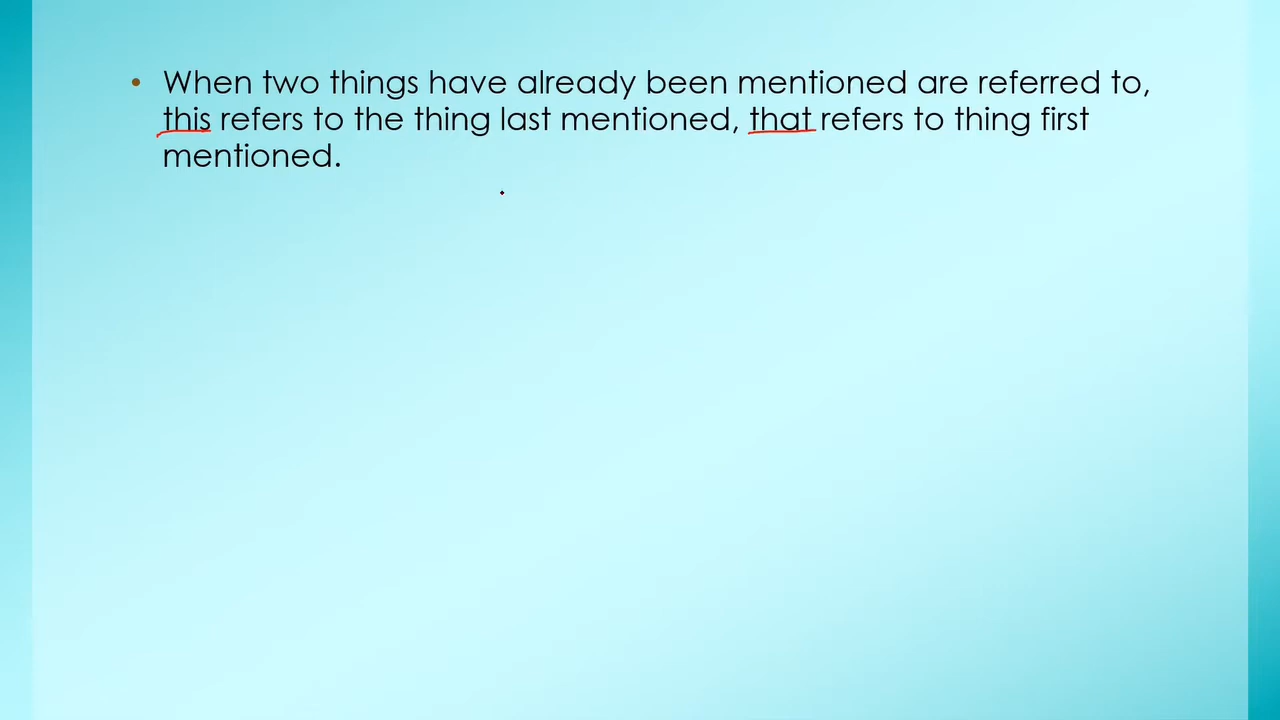 • When two things have already been mentioned are referred to,
this refers to the thing last mentioned, that refers to thing first
mentioned.